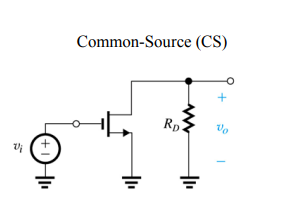 Common-Source (CS)
+
R_D
v_o
v_i
+
−
−